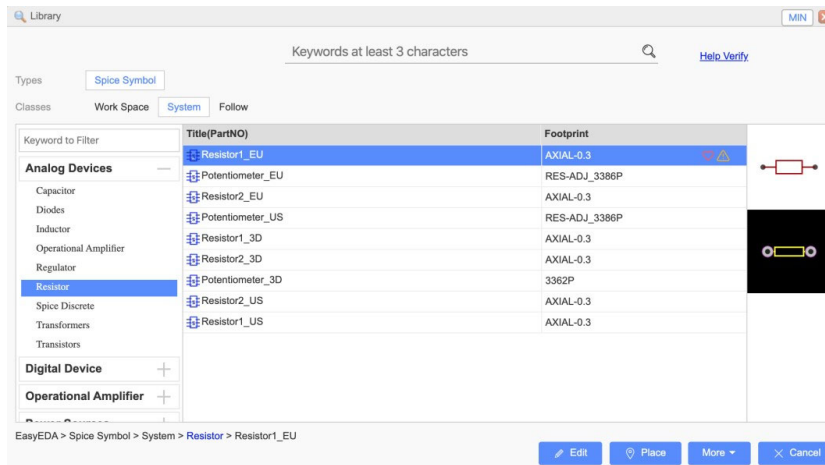 Library
MIN
Keywords at least 3 characters
Help Verify
Types Spice Symbol
Classes Work Space System Follow
Keyword to Filter
Analog Devices
Capacitor
Diodes
Inductor
Operational Amplifier
Regulator
Resistor
Spice Discrete
Transformers
Transistors
Digital Device
Operational Amplifier
Title(PartNO) Footprint
Resistor1_EU AXIAL-0.3
Potentiometer_EU RES-ADJ_3386P
Resistor2_EU AXIAL-0.3
Potentiometer_US RES-ADJ_3386P
Resistor1_3D AXIAL-0.3
Resistor2_3D AXIAL-0.3
Potentiometer_3D 3362P
Resistor2_US AXIAL-0.3
Resistor1_US AXIAL-0.3
EasyEDA > Spice Symbol > System > Resistor > Resistor1_EU
Edit Place More Cancel